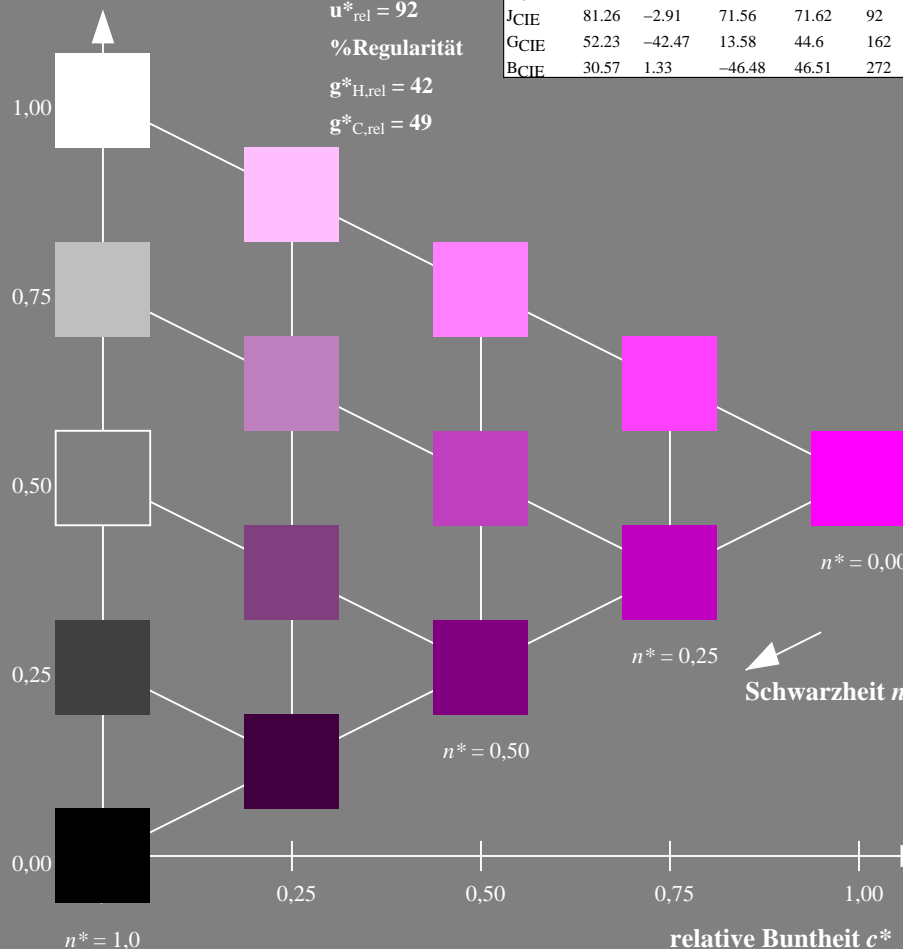 u*rel = 92
%Regularität
g*H,rel = 42
g*C,rel = 49
JCIE 81.26 −2.91 71.56 71.62 92
GCIE 52.23 −42.47 13.58 44.6 162
BCIE 30.57 1.33 −46.48 46.51 272
1,00
0,75
0,50
0,25
0,00
n* = 0,00
n* = 0,25
Schwarzheit n
n* = 0,50
0,25 0,50 0,75 1,00
n* = 1,0
relative Buntheit c*